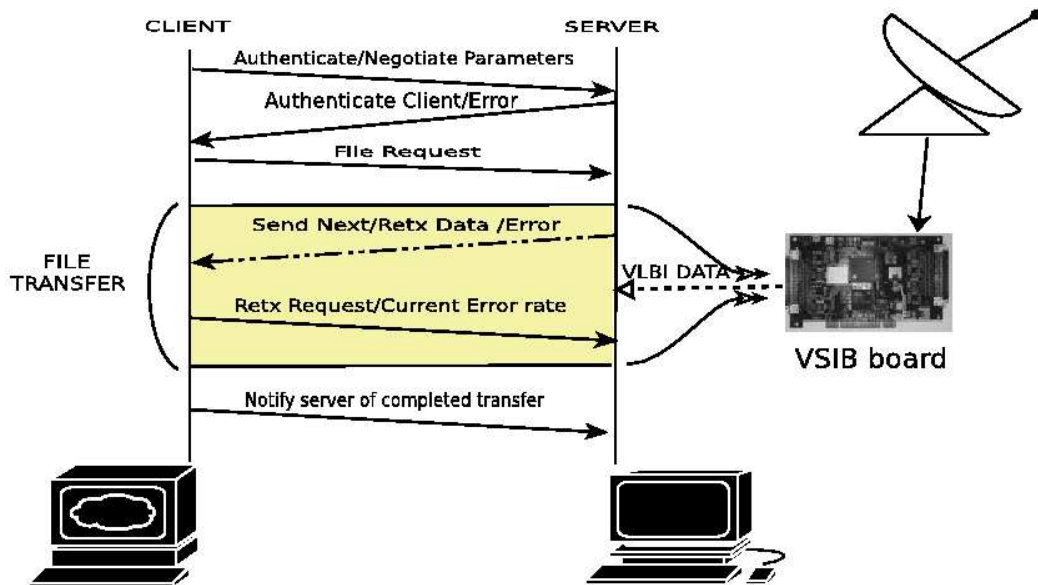 CLIENT
SERVER
Authenticate/Negotiate Parameters
Authenticate Client/Error
File Request
Send Next/Retx Data /Error
FILE
TRANSFER
VLBI DATA
Retx Request/Current Error rate
VSIB board
Notify server of completed transfer